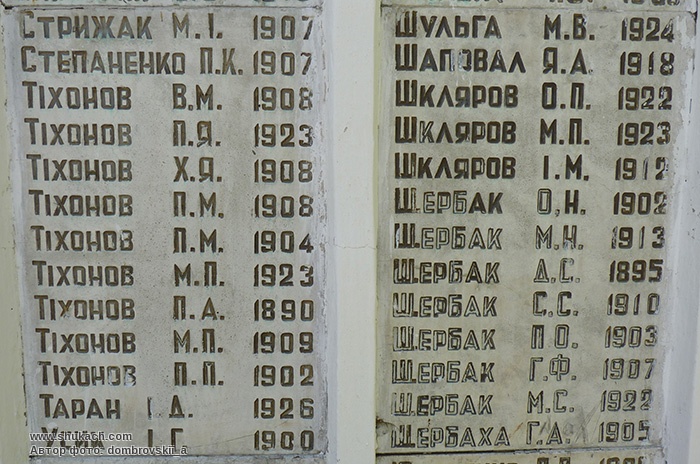 Стрижак М.І. 1907
Степаненко П.К. 1907
Тіхонов В.М. 1908
Тіхонов П.Я. 1923
Тіхонов Х.Я. 1908
Тіхонов П.М. 1908
Тіхонов П.М. 1904
Тіхонов М.П. 1923
Тіхонов П.А. 1890
Тіхонов М.П. 1909
Тіхонов П.П. 1902
Таран І.Д. 1926
Усик І.Г. 1900
Шульга М.В. 1924
Шаповал Я.А. 1918
Шкляров О.П. 1922
Шкляров М.П. 1923
Шкляров І.М. 1912
Щербак О.Н. 1902
Щербак М.Н. 1913
Щербак Д.С. 1895
Щербак С.С. 1910
Щербак П.О. 1903
Щербак Г.Ф. 1907
Щербак М.С. 1922
Щербаха Г.А. 1905
www.shukach.com
Автор фото: dombrovskii_a